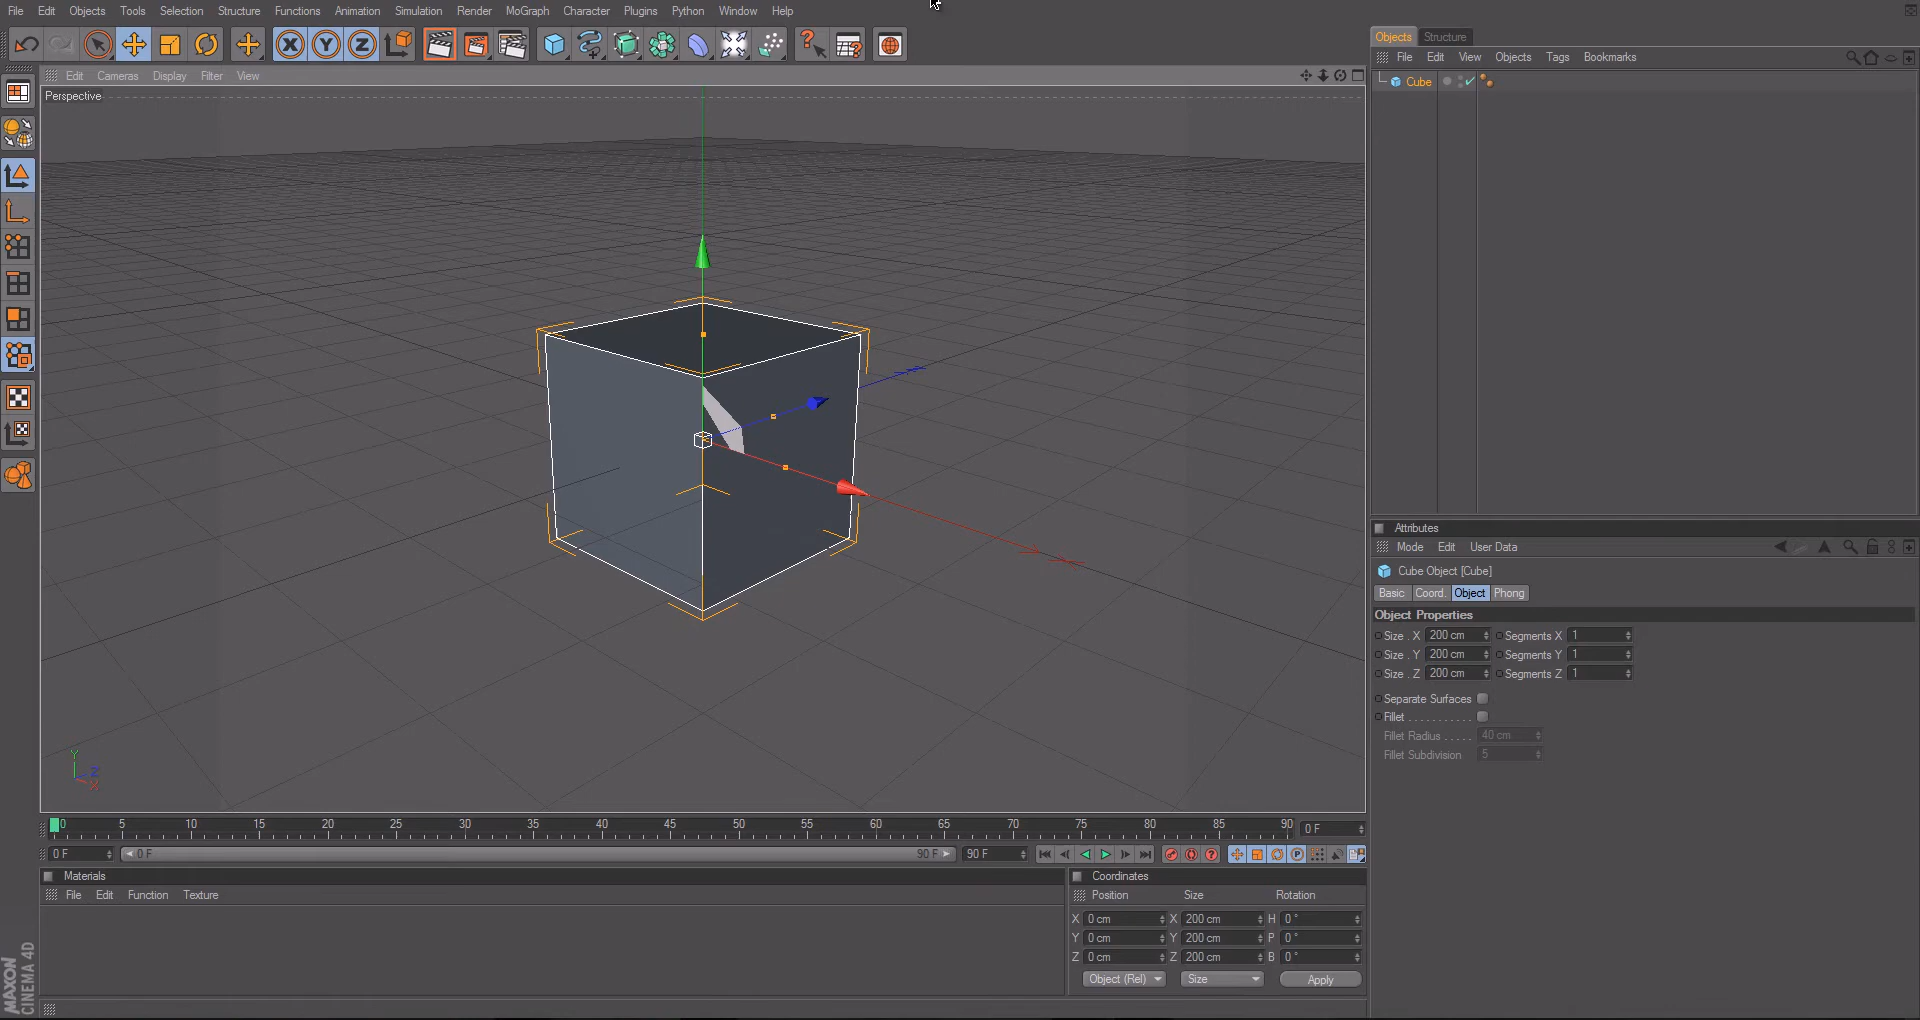 File Edit Objects Tools Selection Structure Functions Animation Simulation Render MoGraph Character Plugins Python Window Help
Objects Structure
File Edit View Objects Tags Bookmarks
Cube
Edit Cameras Display Filter View
Perspective
X Y Z
Y
Z
X
Attributes
Mode Edit User Data
Cube Object [Cube]
Basic Coord. Object Phong
Object Properties
Size . X 200 cm Segments X 1
Size . Y 200 cm Segments Y 1
Size . Z 200 cm Segments Z 1
Separate Surfaces
Fillet . . . . . . . . . . .
Fillet Radius . . . . . 40 cm
Fillet Subdivision 5
0 5 10 15 20 25 30 35 40 45 50 55 60 65 70 75 80 85 90 0 F
0 F 0 F 90 F 90 F
Materials
File Edit Function Texture
Coordinates
Position Size Rotation
X 0 cm X 200 cm H 0 °
Y 0 cm Y 200 cm P 0 °
Z 0 cm Z 200 cm B 0 °
Object (Rel) Size Apply
MAXON
CINEMA 4D